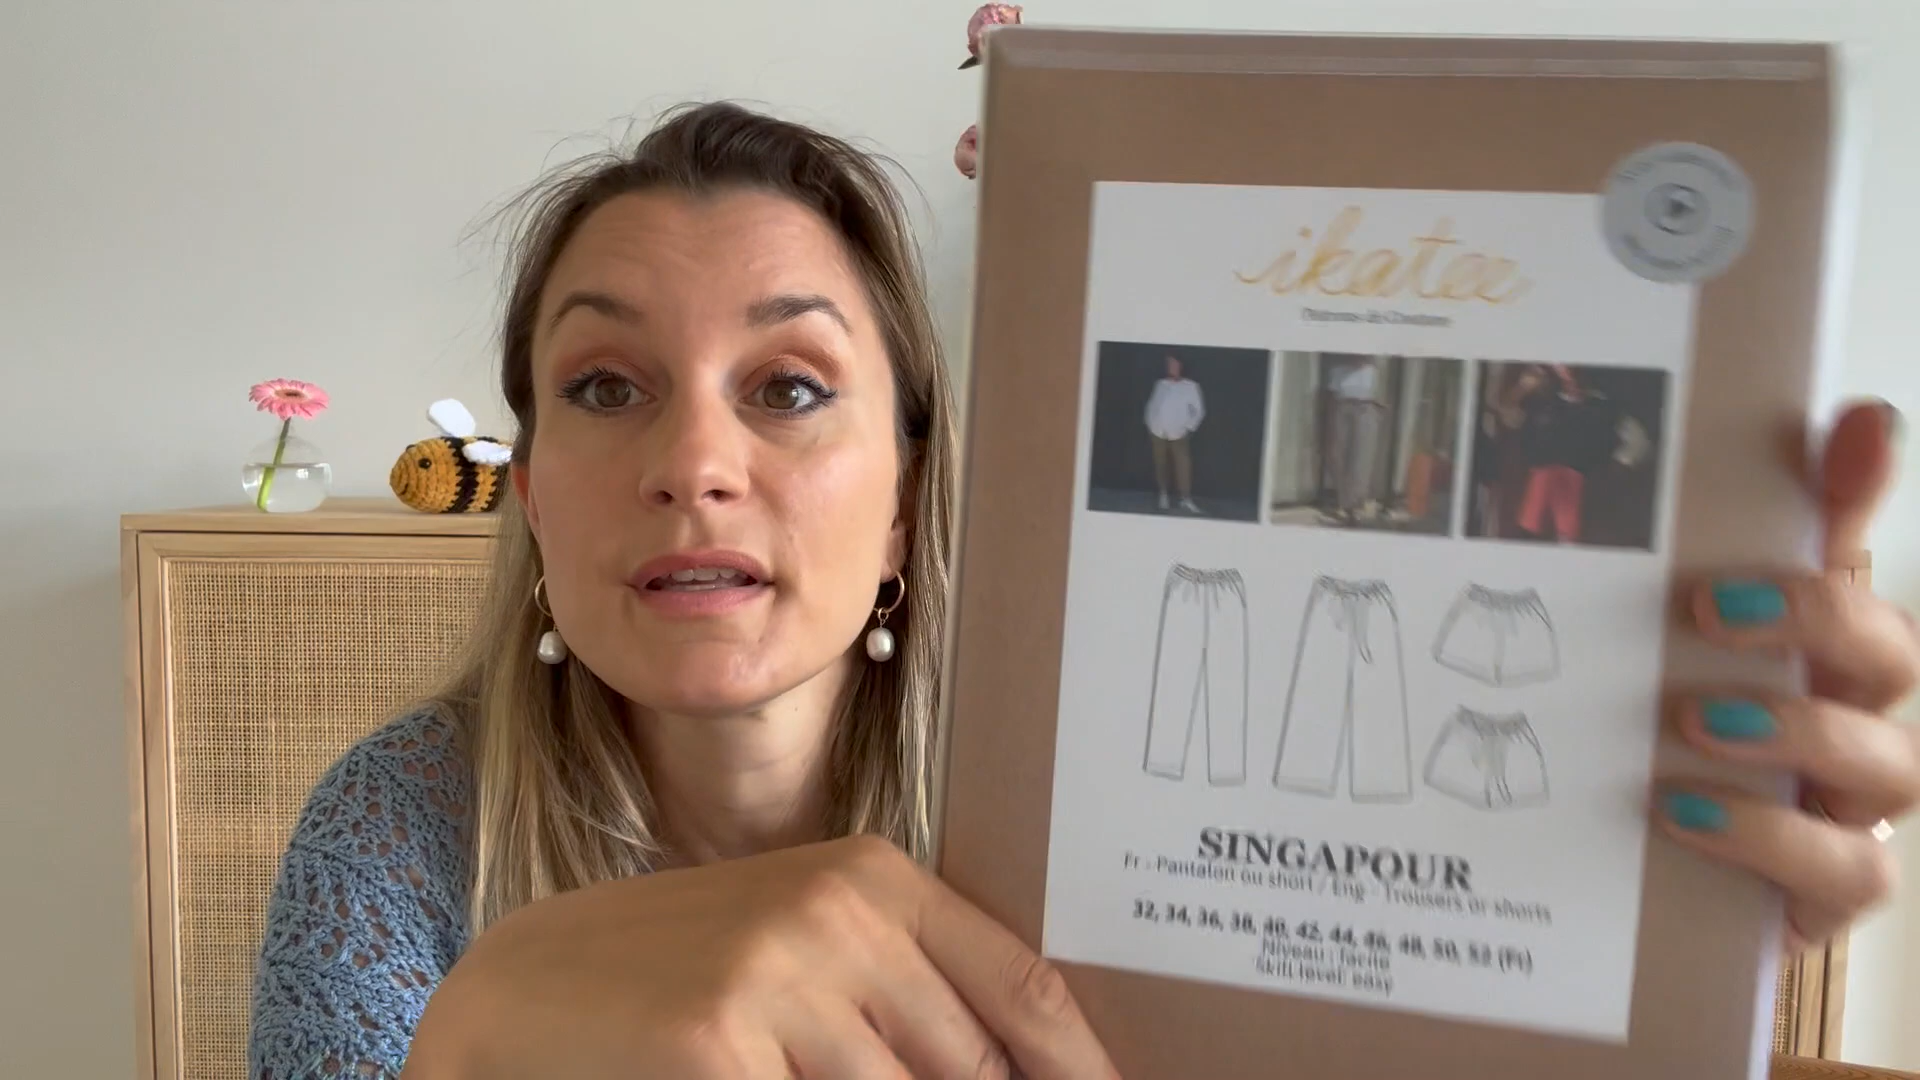 ikatee
SINGAPOUR
Fr - Pantalon ou short / Eng - Trousers or shorts
32, 34, 36, 38, 40, 42, 44, 46, 48, 50, 52 (Fr)
Niveau : facile
Skill level: easy